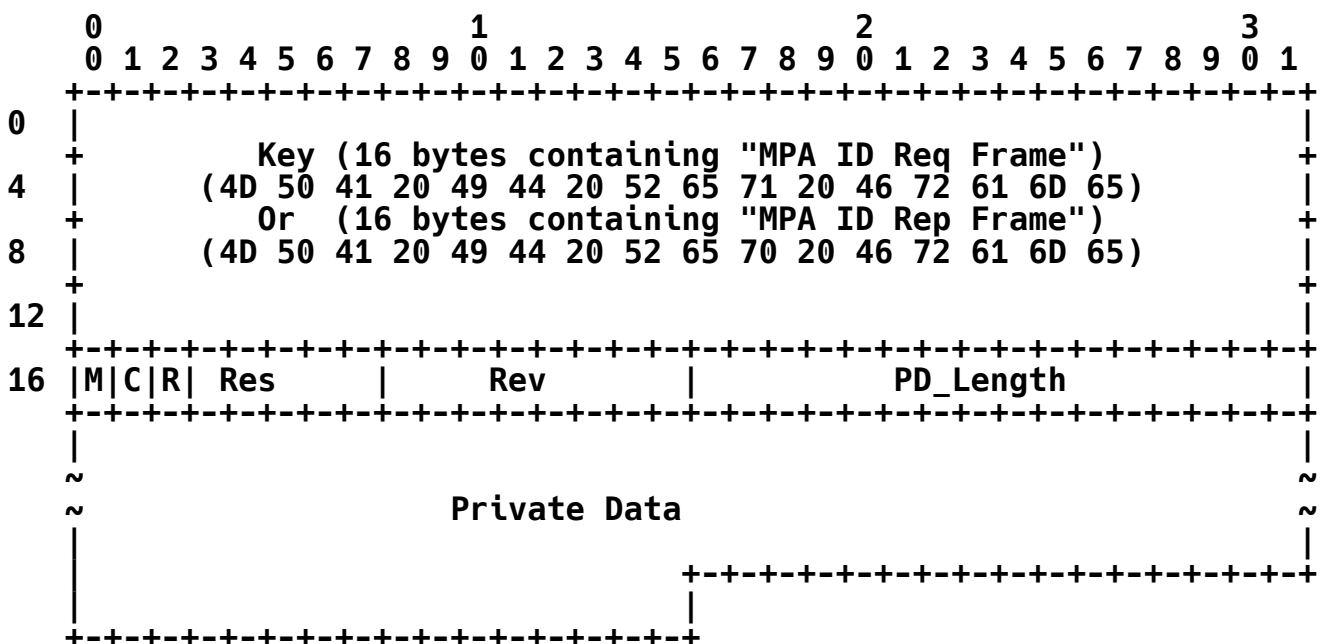 0                   1                   2                   3
       0 1 2 3 4 5 6 7 8 9 0 1 2 3 4 5 6 7 8 9 0 1 2 3 4 5 6 7 8 9 0 1
      +-+-+-+-+-+-+-+-+-+-+-+-+-+-+-+-+-+-+-+-+-+-+-+-+-+-+-+-+-+-+-+-+
0     |                                                               |
      +         Key (16 bytes containing "MPA ID Req Frame")          +
4     |      (4D 50 41 20 49 44 20 52 65 71 20 46 72 61 6D 65)        |
      +         Or  (16 bytes containing "MPA ID Rep Frame")          +
8     |      (4D 50 41 20 49 44 20 52 65 70 20 46 72 61 6D 65)        |
      +                                                               +
12    |                                                               |
      +-+-+-+-+-+-+-+-+-+-+-+-+-+-+-+-+-+-+-+-+-+-+-+-+-+-+-+-+-+-+-+-+
16    |M|C|R| Res     |     Rev       |          PD_Length            |
      +-+-+-+-+-+-+-+-+-+-+-+-+-+-+-+-+-+-+-+-+-+-+-+-+-+-+-+-+-+-+-+-+
      |                                                               |
      ~                                                               ~
      ~                   Private Data                                ~
      |                                                               |
      |                               +-+-+-+-+-+-+-+-+-+-+-+-+-+-+-+-+
      |                               |
      +-+-+-+-+-+-+-+-+-+-+-+-+-+-+-+-+